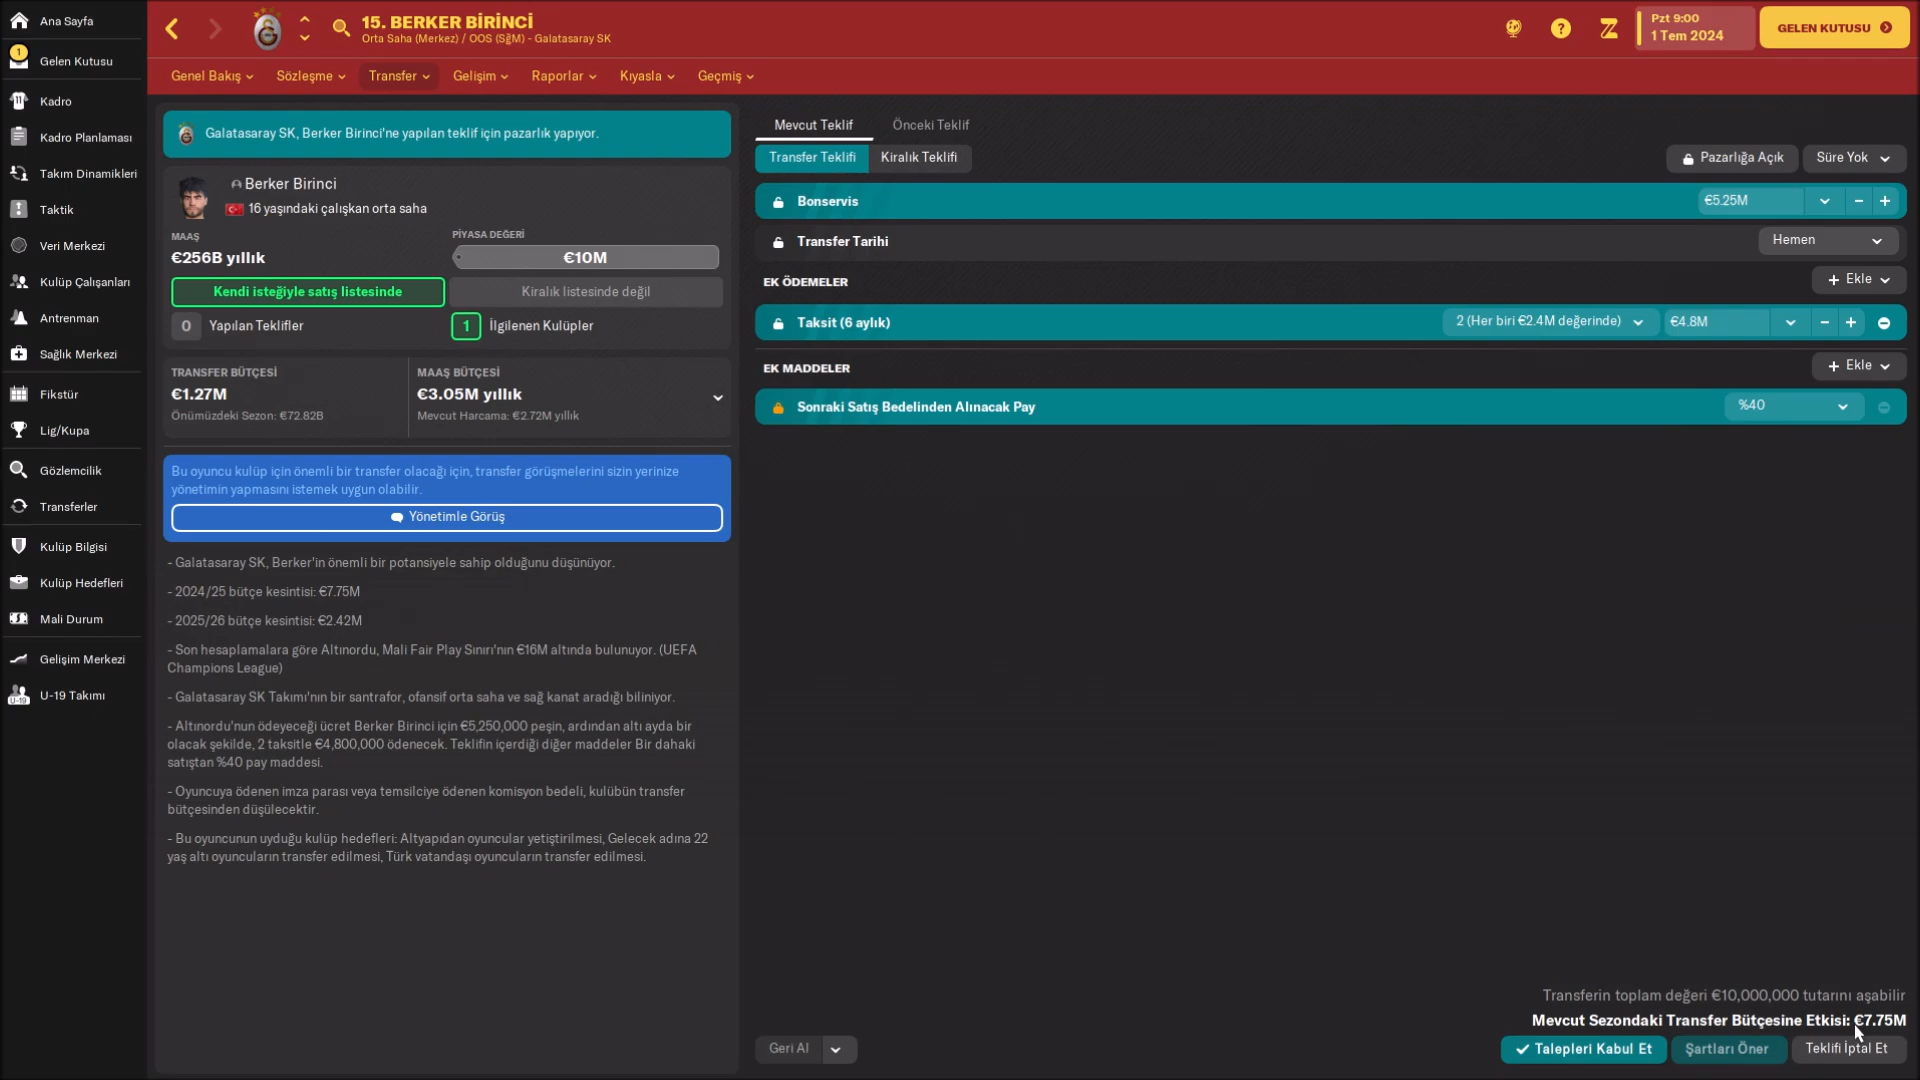 Ana Sayfa
1
Gelen Kutusu
11
Kadro
Kadro Planlaması
Takım Dinamikleri
Taktik
Veri Merkezi
Kulüp Çalışanları
Antrenman
Sağlık Merkezi
Fikstür
Lig/Kupa
Gözlemcilik
Transferler
Kulüp Bilgisi
Kulüp Hedefleri
Mali Durum
Gelişim Merkezi
U-19
U-19 Takımı
15. BERKER BİRİNCİ
Orta Saha (Merkez) / OOS (SğM) - Galatasaray SK
?
Pzt 9:00
1 Tem 2024
GELEN KUTUSU
Genel Bakış
Sözleşme
Transfer
Gelişim
Raporlar
Kıyasla
Geçmiş
Galatasaray SK, Berker Birinci'ne yapılan teklif için pazarlık yapıyor.
Berker Birinci
16 yaşındaki çalışkan orta saha
MAAŞ
€256B yıllık
PİYASA DEĞERİ
€10M
Kendi isteğiyle satış listesinde
Kiralık listesinde değil
0 Yapılan Teklifler
1 İlgilenen Kulüpler
TRANSFER BÜTÇESİ
€1.27M
Önümüzdeki Sezon: €72.82B
MAAŞ BÜTÇESİ
€3.05M yıllık
Mevcut Harcama: €2.72M yıllık
Bu oyuncu kulüp için önemli bir transfer olacağı için, transfer görüşmelerini sizin yerinize
yönetimin yapmasını istemek uygun olabilir.
Yönetimle Görüş
- Galatasaray SK, Berker'in önemli bir potansiyele sahip olduğunu düşünüyor.
- 2024/25 bütçe kesintisi: €7.75M
- 2025/26 bütçe kesintisi: €2.42M
- Son hesaplamalara göre Altınordu, Mali Fair Play Sınırı'nın €16M altında bulunuyor. (UEFA
Champions League)
- Galatasaray SK Takımı'nın bir santrafor, ofansif orta saha ve sağ kanat aradığı biliniyor.
- Altınordu'nun ödeyeceği ücret Berker Birinci için €5,250,000 peşin, ardından altı ayda bir
olacak şekilde, 2 taksitle €4,800,000 ödenecek. Teklifin içerdiği diğer maddeler Bir dahaki
satıştan %40 pay maddesi.
- Oyuncuya ödenen imza parası veya temsilciye ödenen komisyon bedeli, kulübün transfer
bütçesinden düşülecektir.
- Bu oyuncunun uyduğu kulüp hedefleri: Altyapıdan oyuncular yetiştirilmesi, Gelecek adına 22
yaş altı oyuncuların transfer edilmesi, Türk vatandaşı oyuncuların transfer edilmesi.
Mevcut Teklif
Önceki Teklif
Transfer Teklifi
Kiralık Teklifi
Pazarlığa Açık
Süre Yok
Bonservis
€5.25M
Transfer Tarihi
Hemen
EK ÖDEMELER
+ Ekle
Taksit (6 aylık)
2 (Her biri €2.4M değerinde)
€4.8M
EK MADDELER
+ Ekle
Sonraki Satış Bedelinden Alınacak Pay
%40
Transferin toplam değeri €10,000,000 tutarını aşabilir
Mevcut Sezondaki Transfer Bütçesine Etkisi: €7.75M
Geri Al
Talepleri Kabul Et
Şartları Öner
Teklifi İptal Et